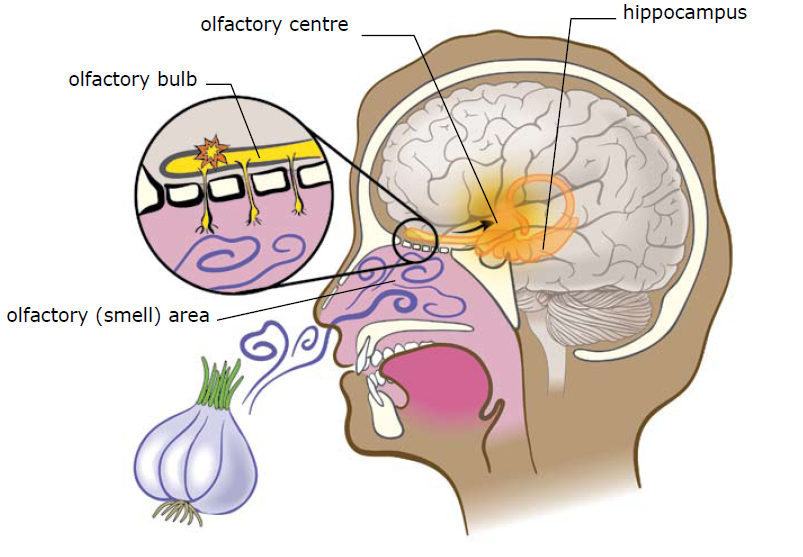 hippocampus
olfactory centre
olfactory bulb
olfactory (smell) area